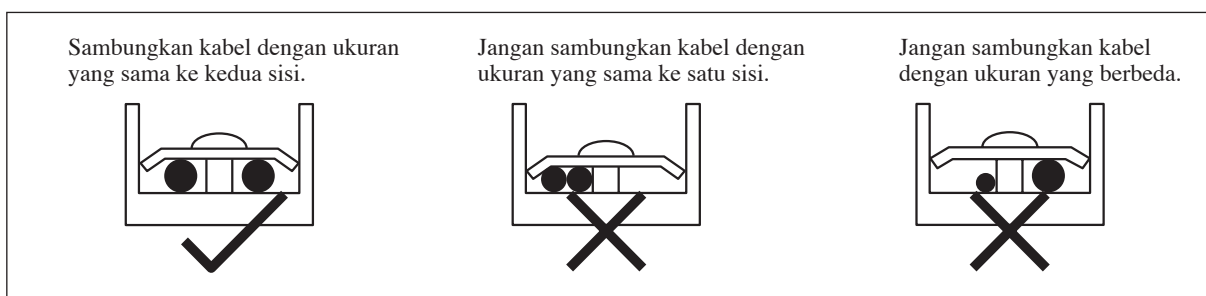 Sambungkan kabel dengan ukuran
yang sama ke kedua sisi.
Jangan sambungkan kabel dengan
ukuran yang sama ke satu sisi.
Jangan sambungkan kabel
dengan ukuran yang berbeda.